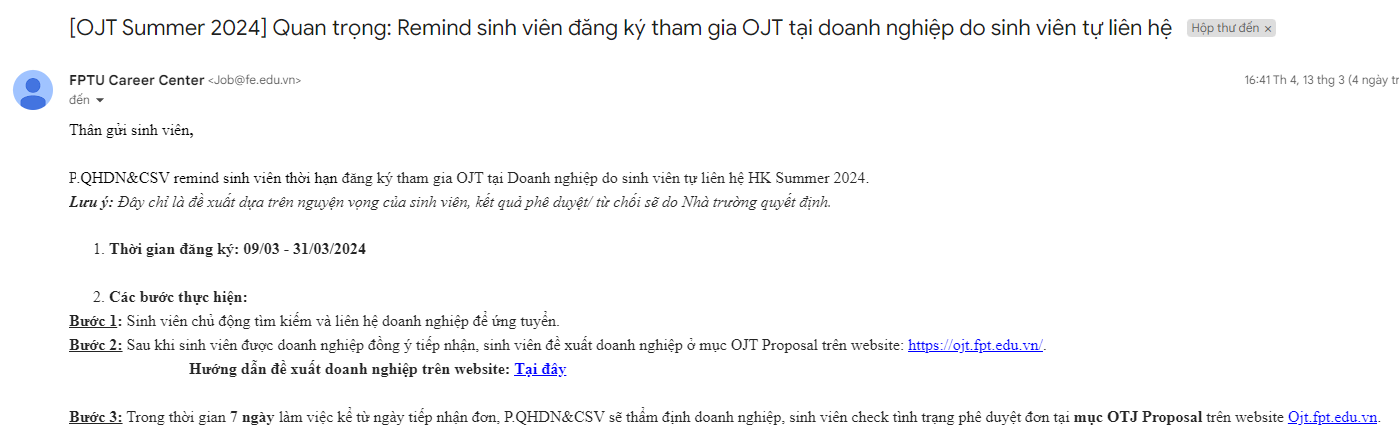 [OJT Summer 2024] Quan trọng: Remind sinh viên đăng ký tham gia OJT tại doanh nghiệp do sinh viên tự liên hệ Hộp thư đến ×
FPTU Career Center <Job@fe.edu.vn> 16:41 Th 4, 13 thg 3 (4 ngày tr
đến
Thân gửi sinh viên,
P.QHDN&CSV remind sinh viên thời hạn đăng ký tham gia OJT tại Doanh nghiệp do sinh viên tự liên hệ HK Summer 2024.
Lưu ý: Đây chỉ là đề xuất dựa trên nguyện vọng của sinh viên, kết quả phê duyệt/ từ chối sẽ do Nhà trường quyết định.
1. Thời gian đăng ký: 09/03 - 31/03/2024
2. Các bước thực hiện:
Bước 1: Sinh viên chủ động tìm kiếm và liên hệ doanh nghiệp để ứng tuyển.
Bước 2: Sau khi sinh viên được doanh nghiệp đồng ý tiếp nhận, sinh viên đề xuất doanh nghiệp ở mục OJT Proposal trên website: https://ojt.fpt.edu.vn/.
Hướng dẫn đề xuất doanh nghiệp trên website: Tại đây
Bước 3: Trong thời gian 7 ngày làm việc kể từ ngày tiếp nhận đơn, P.QHDN&CSV sẽ thẩm định doanh nghiệp, sinh viên check tình trạng phê duyệt đơn tại mục OTJ Proposal trên website Ojt.fpt.edu.vn.